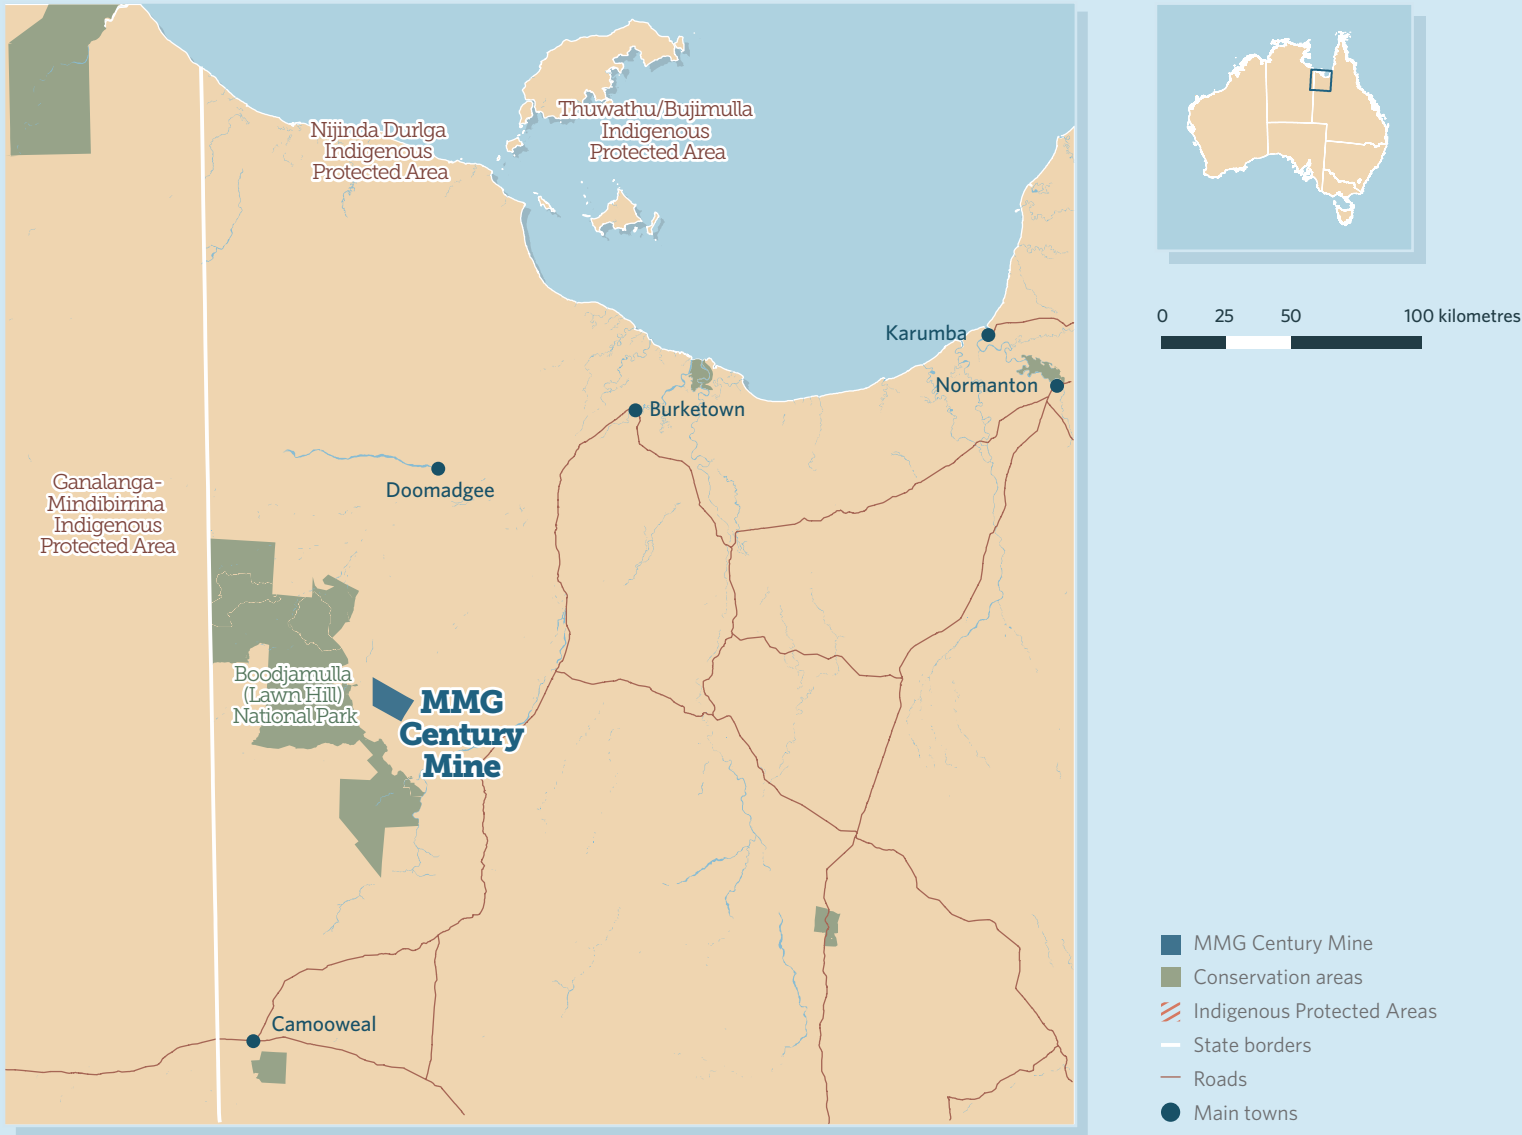 Thuwathu/Bujimulla
Indigenous
Protected Area
Nijinda Durlga
Indigenous
Protected Area
Karumba
Normanton
Burketown
Doomadgee
Ganalanga-
Mindibirrina
Indigenous
Protected Area
Boodjamulla
(Lawn Hill)
National Park
MMG
Century
Mine
Camooweal
0 25 50 100 kilometres
MMG Century Mine
Conservation areas
Indigenous Protected Areas
State borders
Roads
Main towns